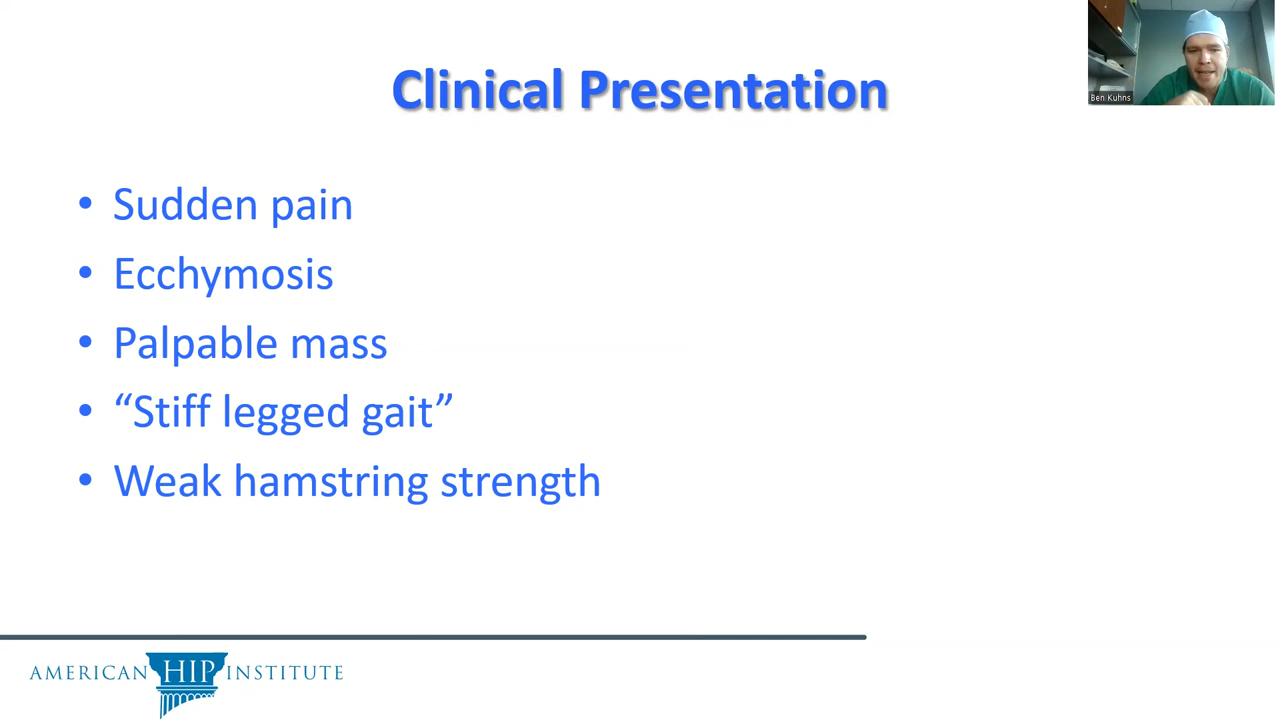 Clinical Presentation
Ben Kuhns
• Sudden pain
• Ecchymosis
• Palpable mass
• “Stiff legged gait”
• Weak hamstring strength
AMERICAN HIP INSTITUTE